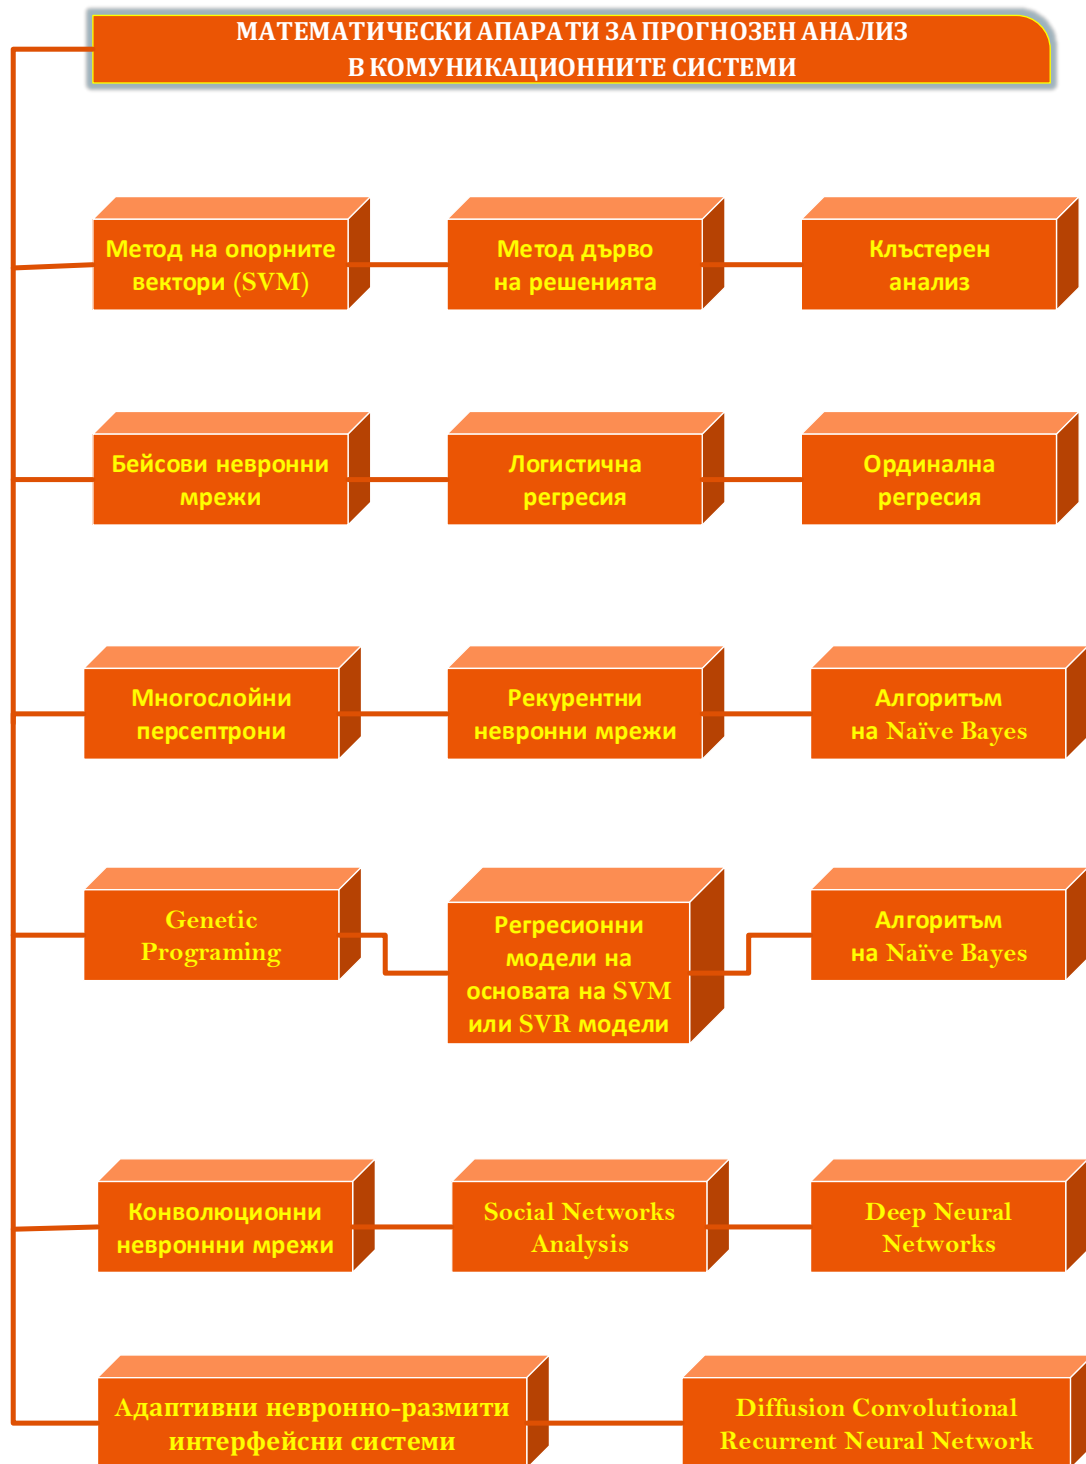 МАТЕМАТИЧЕСКИ АПАРАТИ ЗА ПРОГНОЗЕН АНАЛИЗ
В КОМУНИКАЦИОННИТЕ СИСТЕМИ
Метод на опорните
вектори (SVM)
Метод дърво
на решенията
Клъстерен
анализ
Бейсови невронни
мрежи
Логистична
регресия
Ординална
регресия
Многослойни
персептрони
Рекурентни
невронни мрежи
Алгоритъм
на Naïve Bayes
Genetic
Programing
Регресионни
модели на
основата на SVM
или SVR модели
Алгоритъм
на Naïve Bayes
Конволюционни
невроннни мрежи
Social Networks
Analysis
Deep Neural
Networks
Адаптивни невронно-размити
интерфейсни системи
Diffusion Convolutional
Recurrent Neural Network